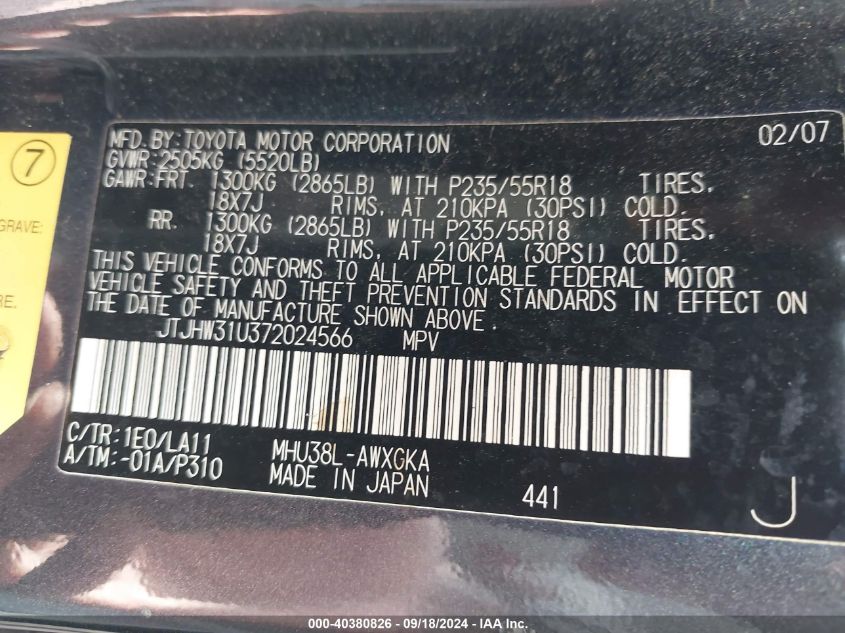 7
GRAVE:
RE.
MFD.BY:TOYOTA MOTOR CORPORATION 02/07
GVWR:2505KG (5520LB)
GAWR:FRT. 1300KG (2865LB) WITH P235/55R18 TIRES,
18X7J RIMS, AT 210KPA (30PSI) COLD.
RR. 1300KG (2865LB) WITH P235/55R18 TIRES,
18X7J RIMS, AT 210KPA (30PSI) COLD.
THIS VEHICLE CONFORMS TO ALL APPLICABLE FEDERAL MOTOR
VEHICLE SAFETY AND THEFT PREVENTION STANDARDS IN EFFECT ON
THE DATE OF MANUFACTURE SHOWN ABOVE.
JTJHW31U372024566 MPV
C/TR:1E0/LA11 MHU38L-AWXGKA
A/TM:-01A/P310 MADE IN JAPAN 441 J
000-40380826 - 09/18/2024 - IAA Inc.